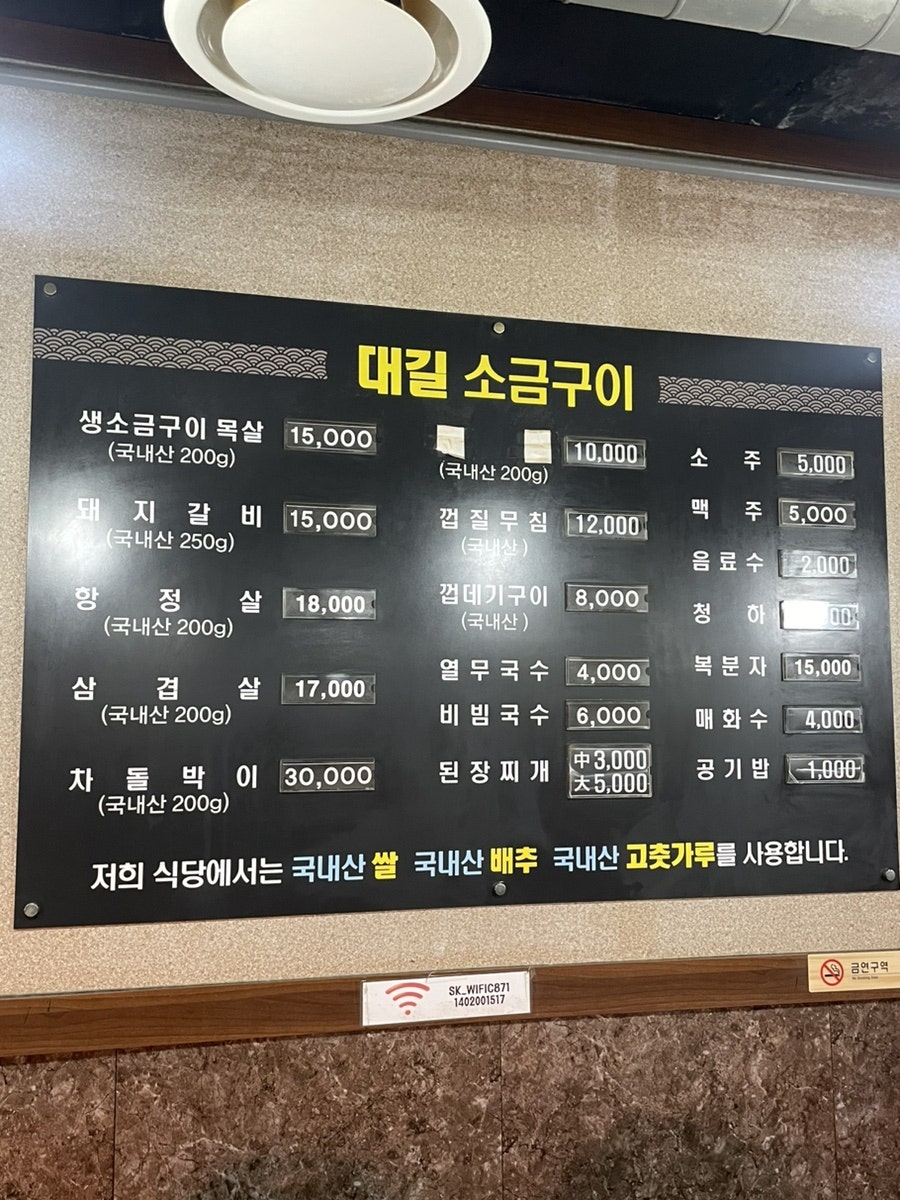 대길 소금구이
생소금구이 목살 15,000
(국내산 200g)
돼지갈비 15,000
(국내산 250g)
항정살 18,000
(국내산 200g)
삼겹살 17,000
(국내산 200g)
차돌박이 30,000
(국내산 200g)
10,000
(국내산 200g)
껍질무침 12,000
(국내산)
껍데기구이 8,000
(국내산)
열무국수 4,000
비빔국수 6,000
된장찌개 中 3,000
大 5,000
소주 5,000
맥주 5,000
음료수 2,000
청하
복분자 15,000
매화수 4,000
공기밥 1,000
저희 식당에서는 국내산 쌀 국내산 배추 국내산 고춧가루를 사용합니다.
SK_WIFIC871
1402001517
금연구역